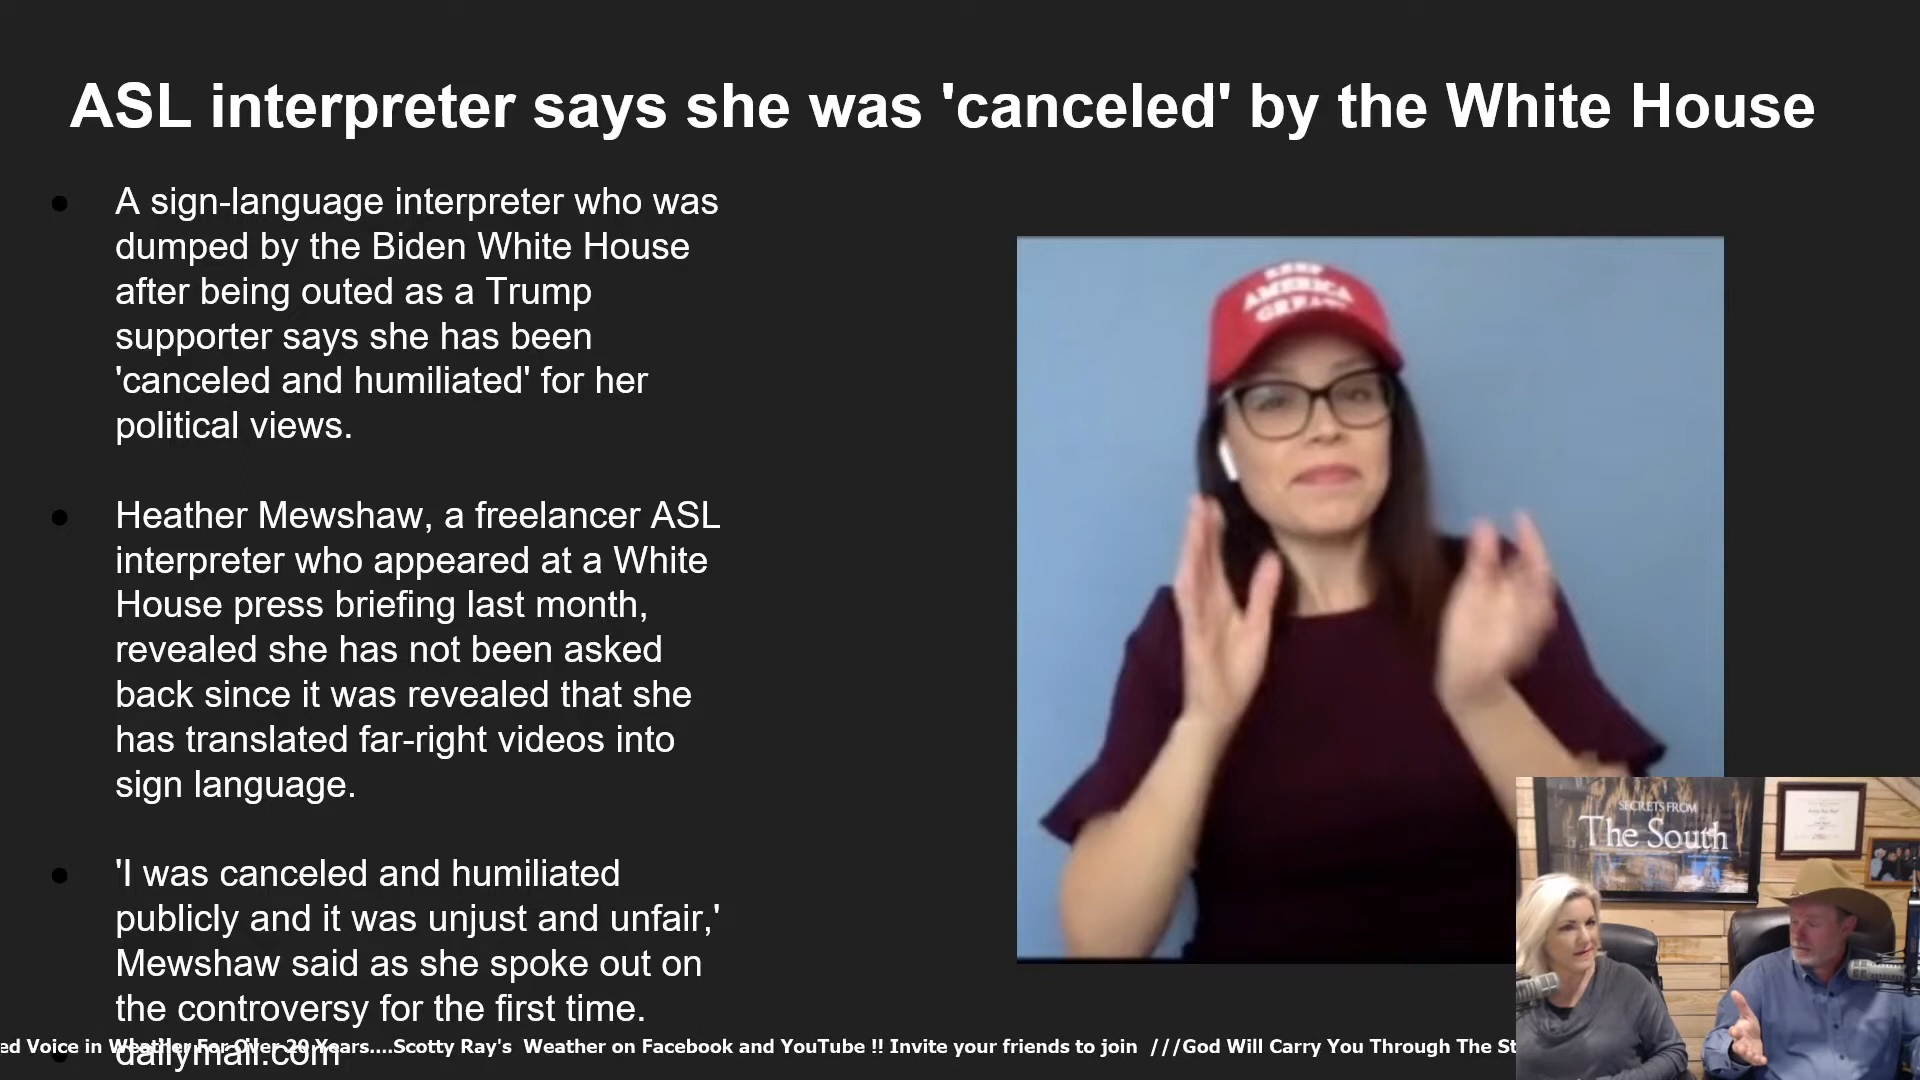 ASL interpreter says she was 'canceled' by the White House
A sign-language interpreter who was
dumped by the Biden White House
after being outed as a Trump
supporter says she has been
'canceled and humiliated' for her
political views.
Heather Mewshaw, a freelancer ASL
interpreter who appeared at a White
House press briefing last month,
revealed she has not been asked
back since it was revealed that she
has translated far-right videos into
sign language.
'I was canceled and humiliated
publicly and it was unjust and unfair,'
Mewshaw said as she spoke out on
the controversy for the first time.
dailymail.com
KEEP
AMERICA
GREAT
SECRETS FROM
The South
ed Voice in Weather For Over 20 Years....Scotty Ray's Weather on Facebook and YouTube !! Invite your friends to join ///God Will Carry You Through The St